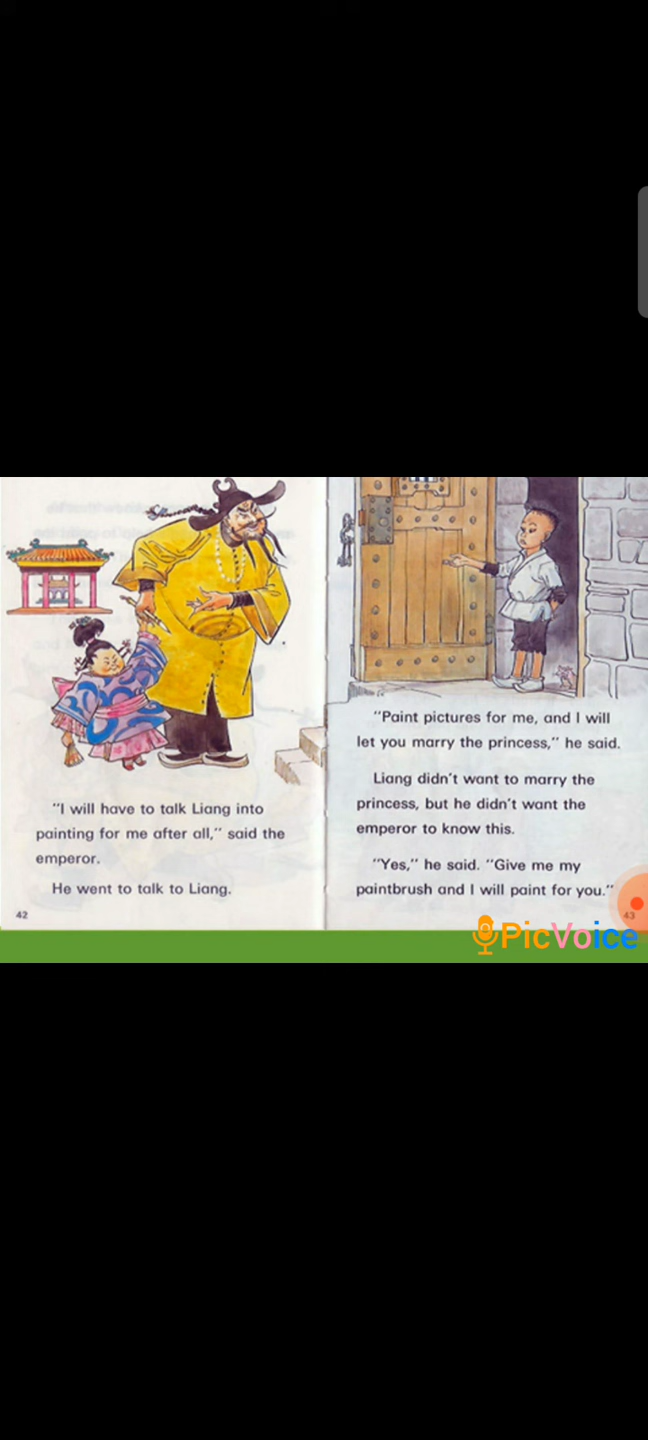 "I will have to talk Liang into
painting for me after all," said the
emperor.
He went to talk to Liang.
42
"Paint pictures for me, and I will
let you marry the princess," he said.
Liang didn't want to marry the
princess, but he didn't want the
emperor to know this.
"Yes," he said. "Give me my
paintbrush and I will paint for you."
43
PicVoice